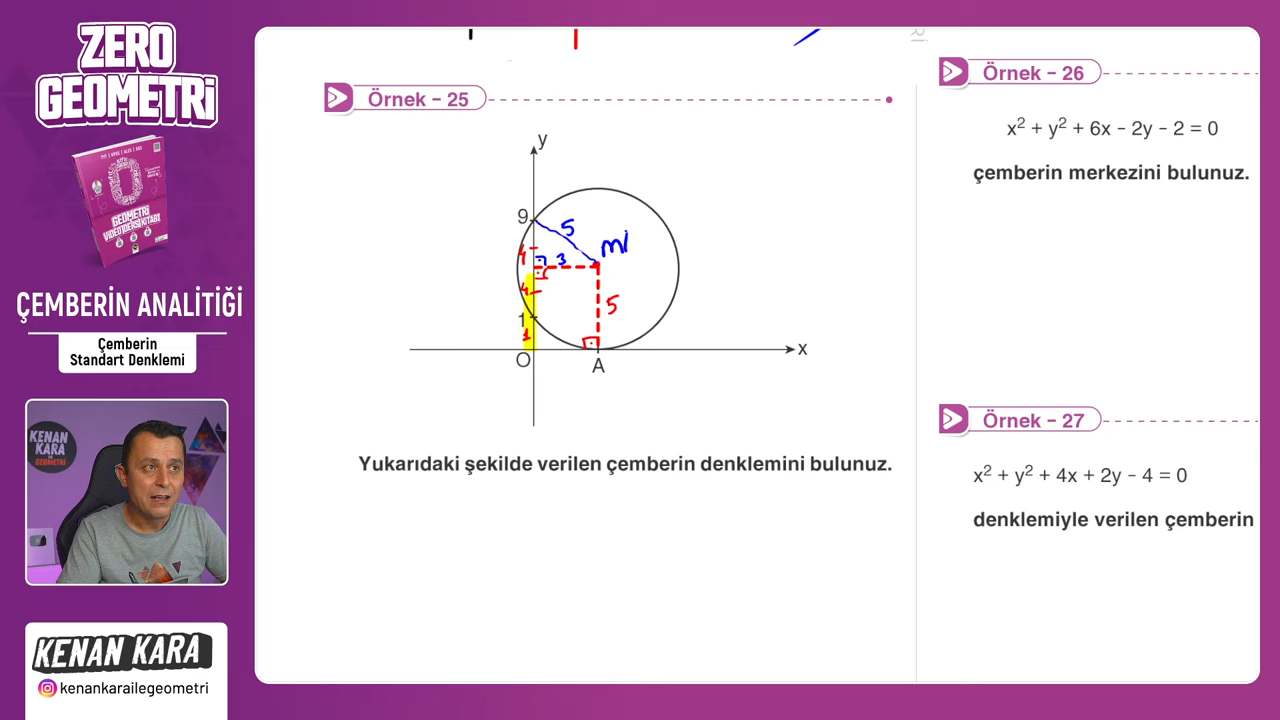 ZERO
GEOMETRİ
GEOMETRİ
VİDEO DERS KİTABI
ÇEMBERİN ANALİTİĞİ
Çemberin
Standart Denklemi
KENAN
KARA
GEOMETRİ
KENAN KARA
kenankarailegeometri
Örnek – 25
y
9
5
M
4
3
4
5
1
1
O
A
x
Yukarıdaki şekilde verilen çemberin denklemini bulunuz.
Örnek – 26
x² + y² + 6x – 2y – 2 = 0
çemberin merkezini bulunuz.
Örnek – 27
x² + y² + 4x + 2y – 4 = 0
denklemiyle verilen çemberin